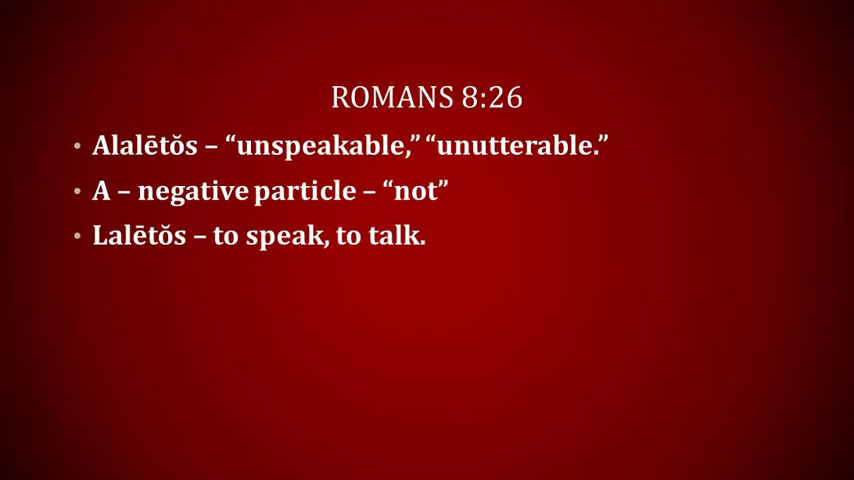 ROMANS 8:26
• Alalētŏs – “unspeakable,” “unutterable.”
• A – negative particle – “not”
• Lalētŏs – to speak, to talk.